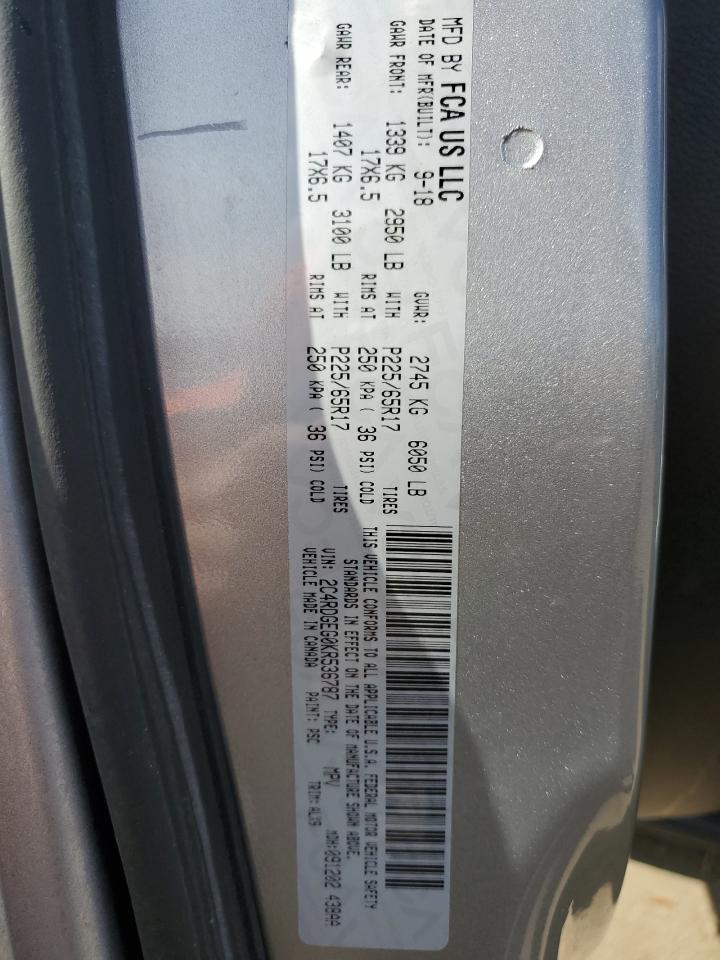 MFD BY FCA US LLC
DATE OF MFR(BUILT): 9-18 GVWR: 2745 KG 6050 LB
GAWR FRONT: 1339 KG 2950 LB WITH P225/65R17 TIRES
17X6.5 RIMS AT 250 KPA ( 36 PSI) COLD
GAWR REAR: 1407 KG 3100 LB WITH P225/65R17 TIRES
17X6.5 RIMS AT 250 KPA ( 36 PSI) COLD
THIS VEHICLE CONFORMS TO ALL APPLICABLE U.S.A. FEDERAL MOTOR VEHICLE SAFETY
STANDARDS IN EFFECT ON THE DATE OF MANUFACTURE SHOWN ABOVE.
VIN: 2C4RDGEG0KR536787 TYPE: MPV MDH:091202 438AA
VEHICLE MADE IN CANADA PAINT: PSC TRIM: